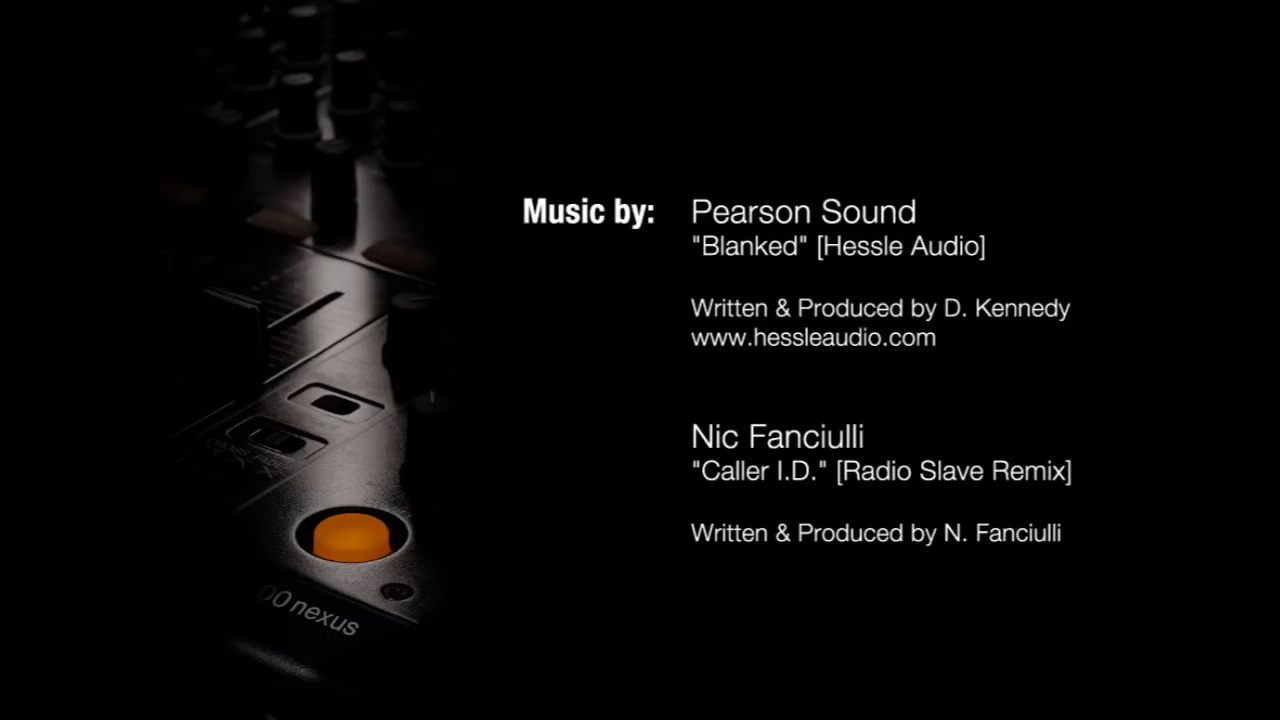 Music by: Pearson Sound
"Blanked" [Hessle Audio]
Written & Produced by D. Kennedy
www.hessleaudio.com
Nic Fanciulli
"Caller I.D." [Radio Slave Remix]
Written & Produced by N. Fanciulli
00 nexus